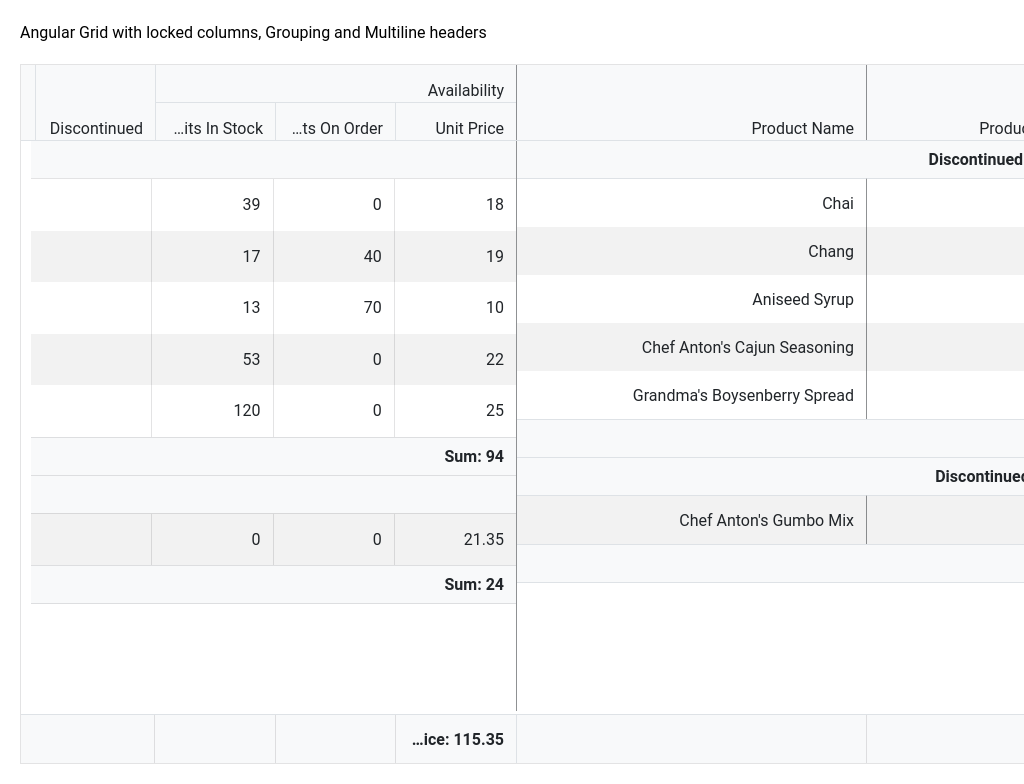 Angular Grid with locked columns, Grouping and Multiline headers
Availability
Discontinued ...its In Stock ...ts On Order Unit Price Product Name
Discontinued
39 0 18 Chai
17 40 19 Chang
13 70 10 Aniseed Syrup
53 0 22 Chef Anton's Cajun Seasoning
120 0 25 Grandma's Boysenberry Spread
Sum: 94
Discontinued
0 0 21.35 Chef Anton's Gumbo Mix
Sum: 24
...ice: 115.35